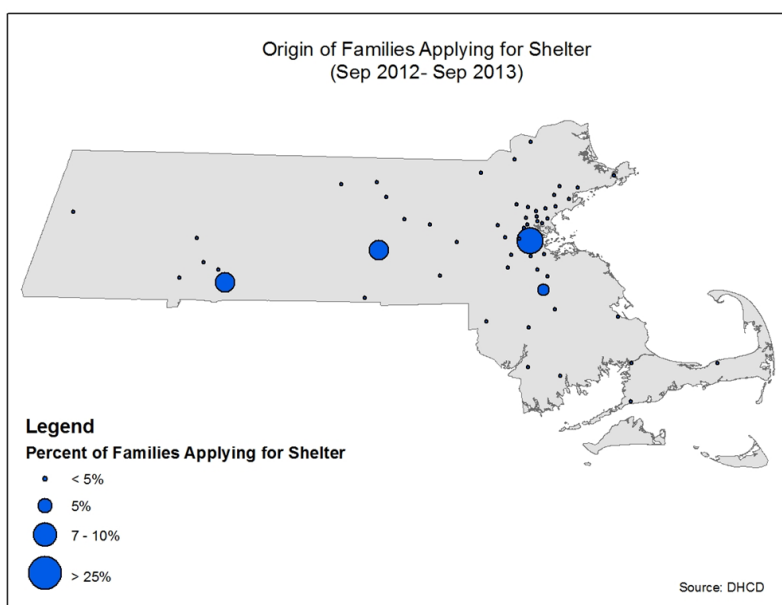 Origin of Families Applying for Shelter
(Sep 2012- Sep 2013)
Legend
Percent of Families Applying for Shelter
< 5%
5%
7 - 10%
> 25%
Source: DHCD